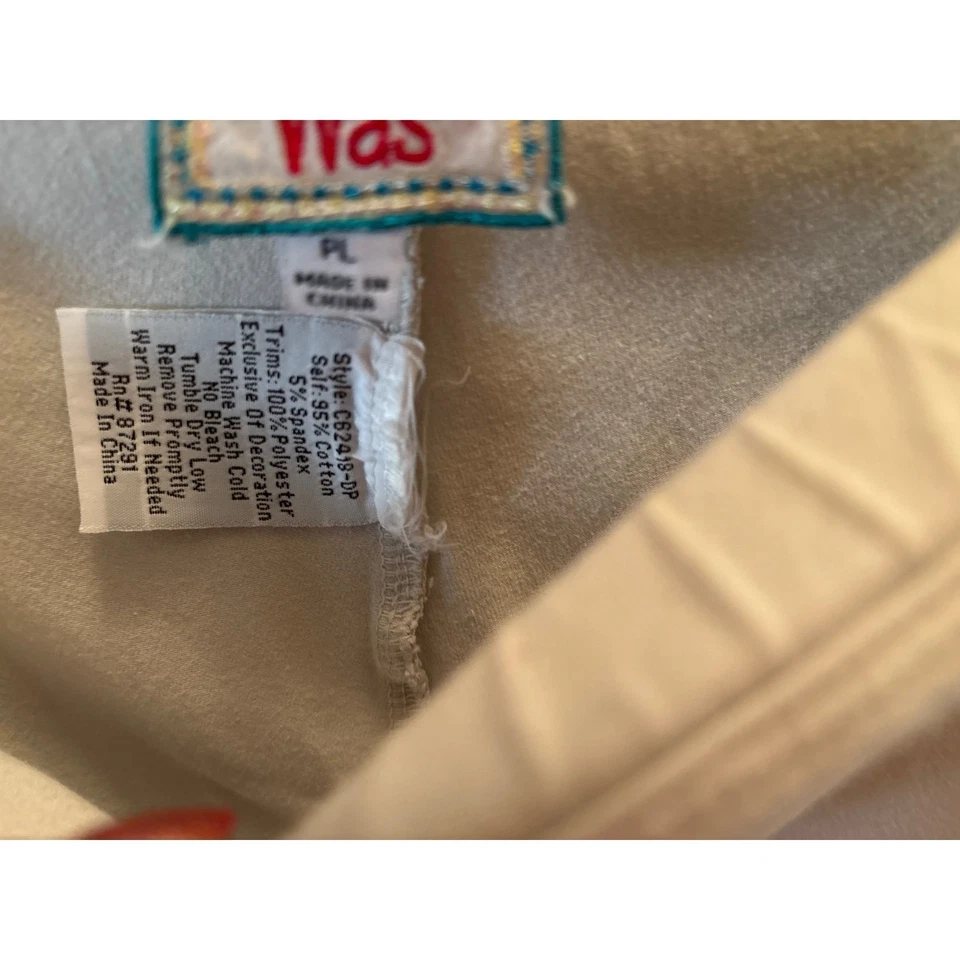 Was
PL
MADE IN
CHINA
Style: C62418-DP
Self: 95% Cotton
5% Spandex
Trims: 100% Polyester
Exclusive Of Decoration
Machine Wash Cold
No Bleach
Tumble Dry Low
Remove Promptly
Warm Iron If Needed
Rn# 87291
Made In China